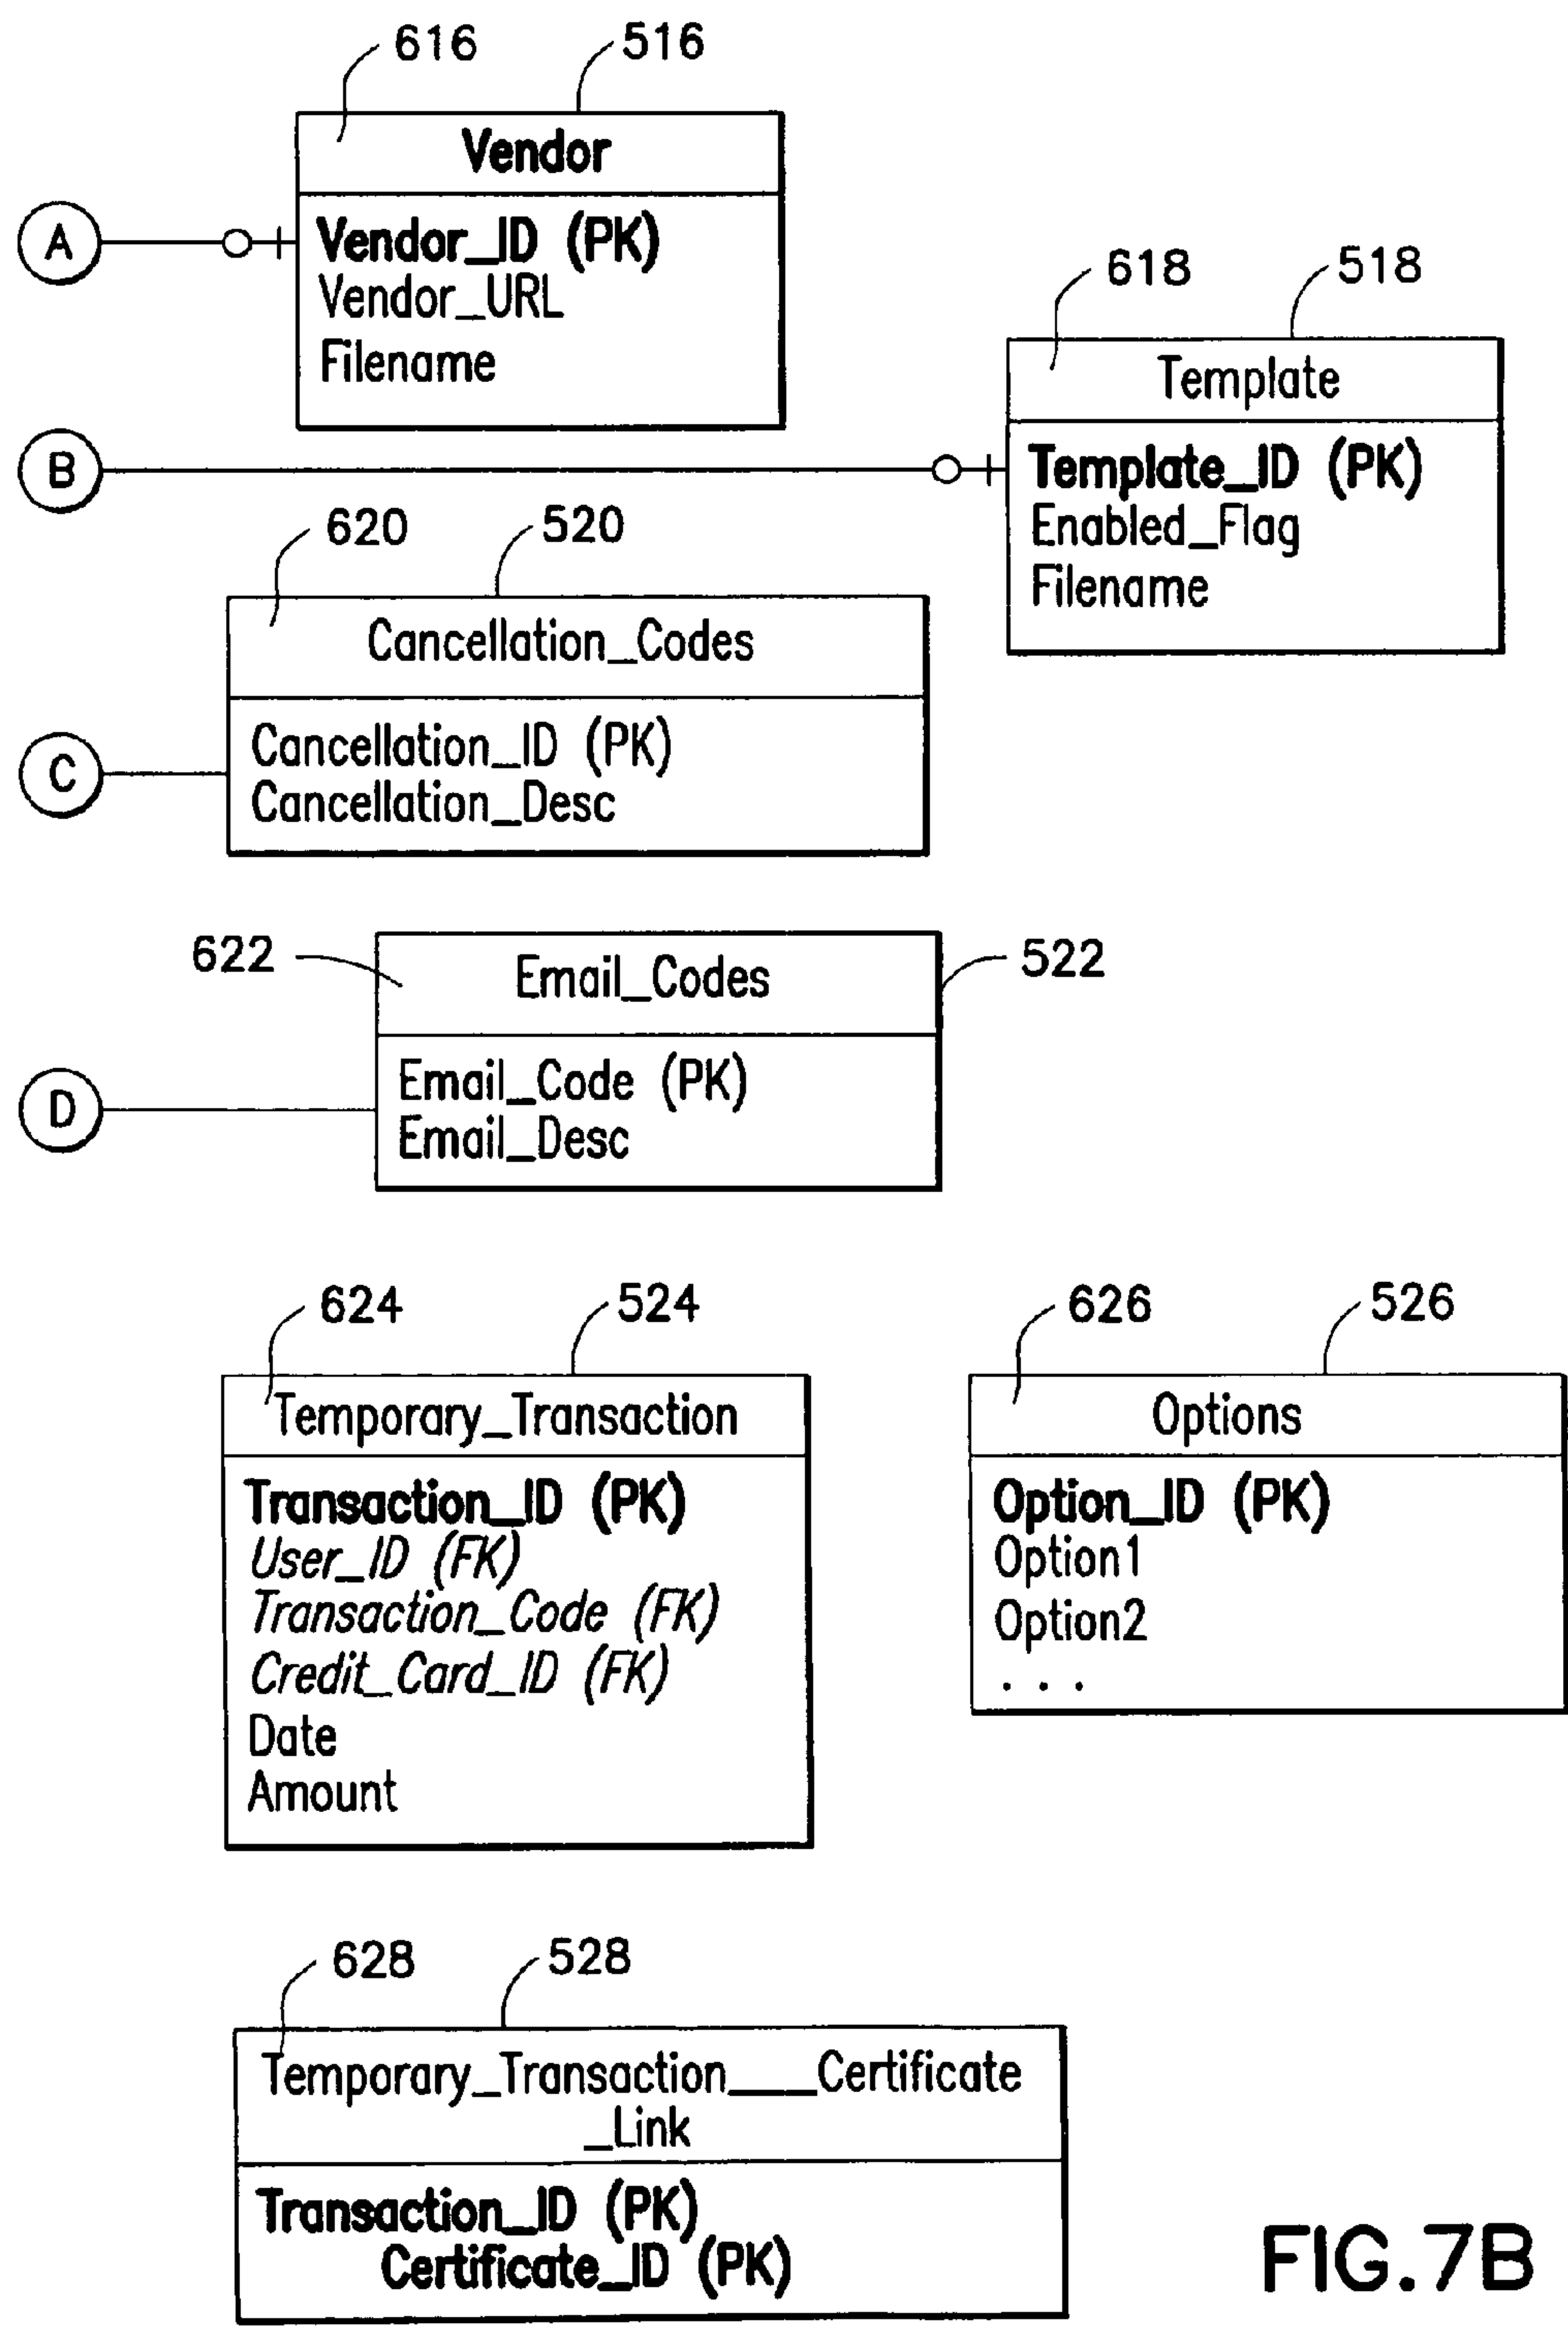 616 516
Vendor
A
Vendor_ID (PK)
Vendor_URL
Filename
618 518
Template
B
Template_ID (PK)
Enabled_Flag
Filename
620 520
Cancellation_Codes
C
Cancellation_ID (PK)
Cancellation_Desc
622 522
Email_Codes
D
Email_Code (PK)
Email_Desc
624 524
Temporary_Transaction
Transaction_ID (PK)
User_ID (FK)
Transaction_Code (FK)
Credit_Card_ID (FK)
Date
Amount
626 526
Options
Option_ID (PK)
Option1
Option2
. . .
628 528
Temporary_Transaction___Certificate
_Link
Transaction_ID (PK)
Certificate_ID (PK)
FIG.7B